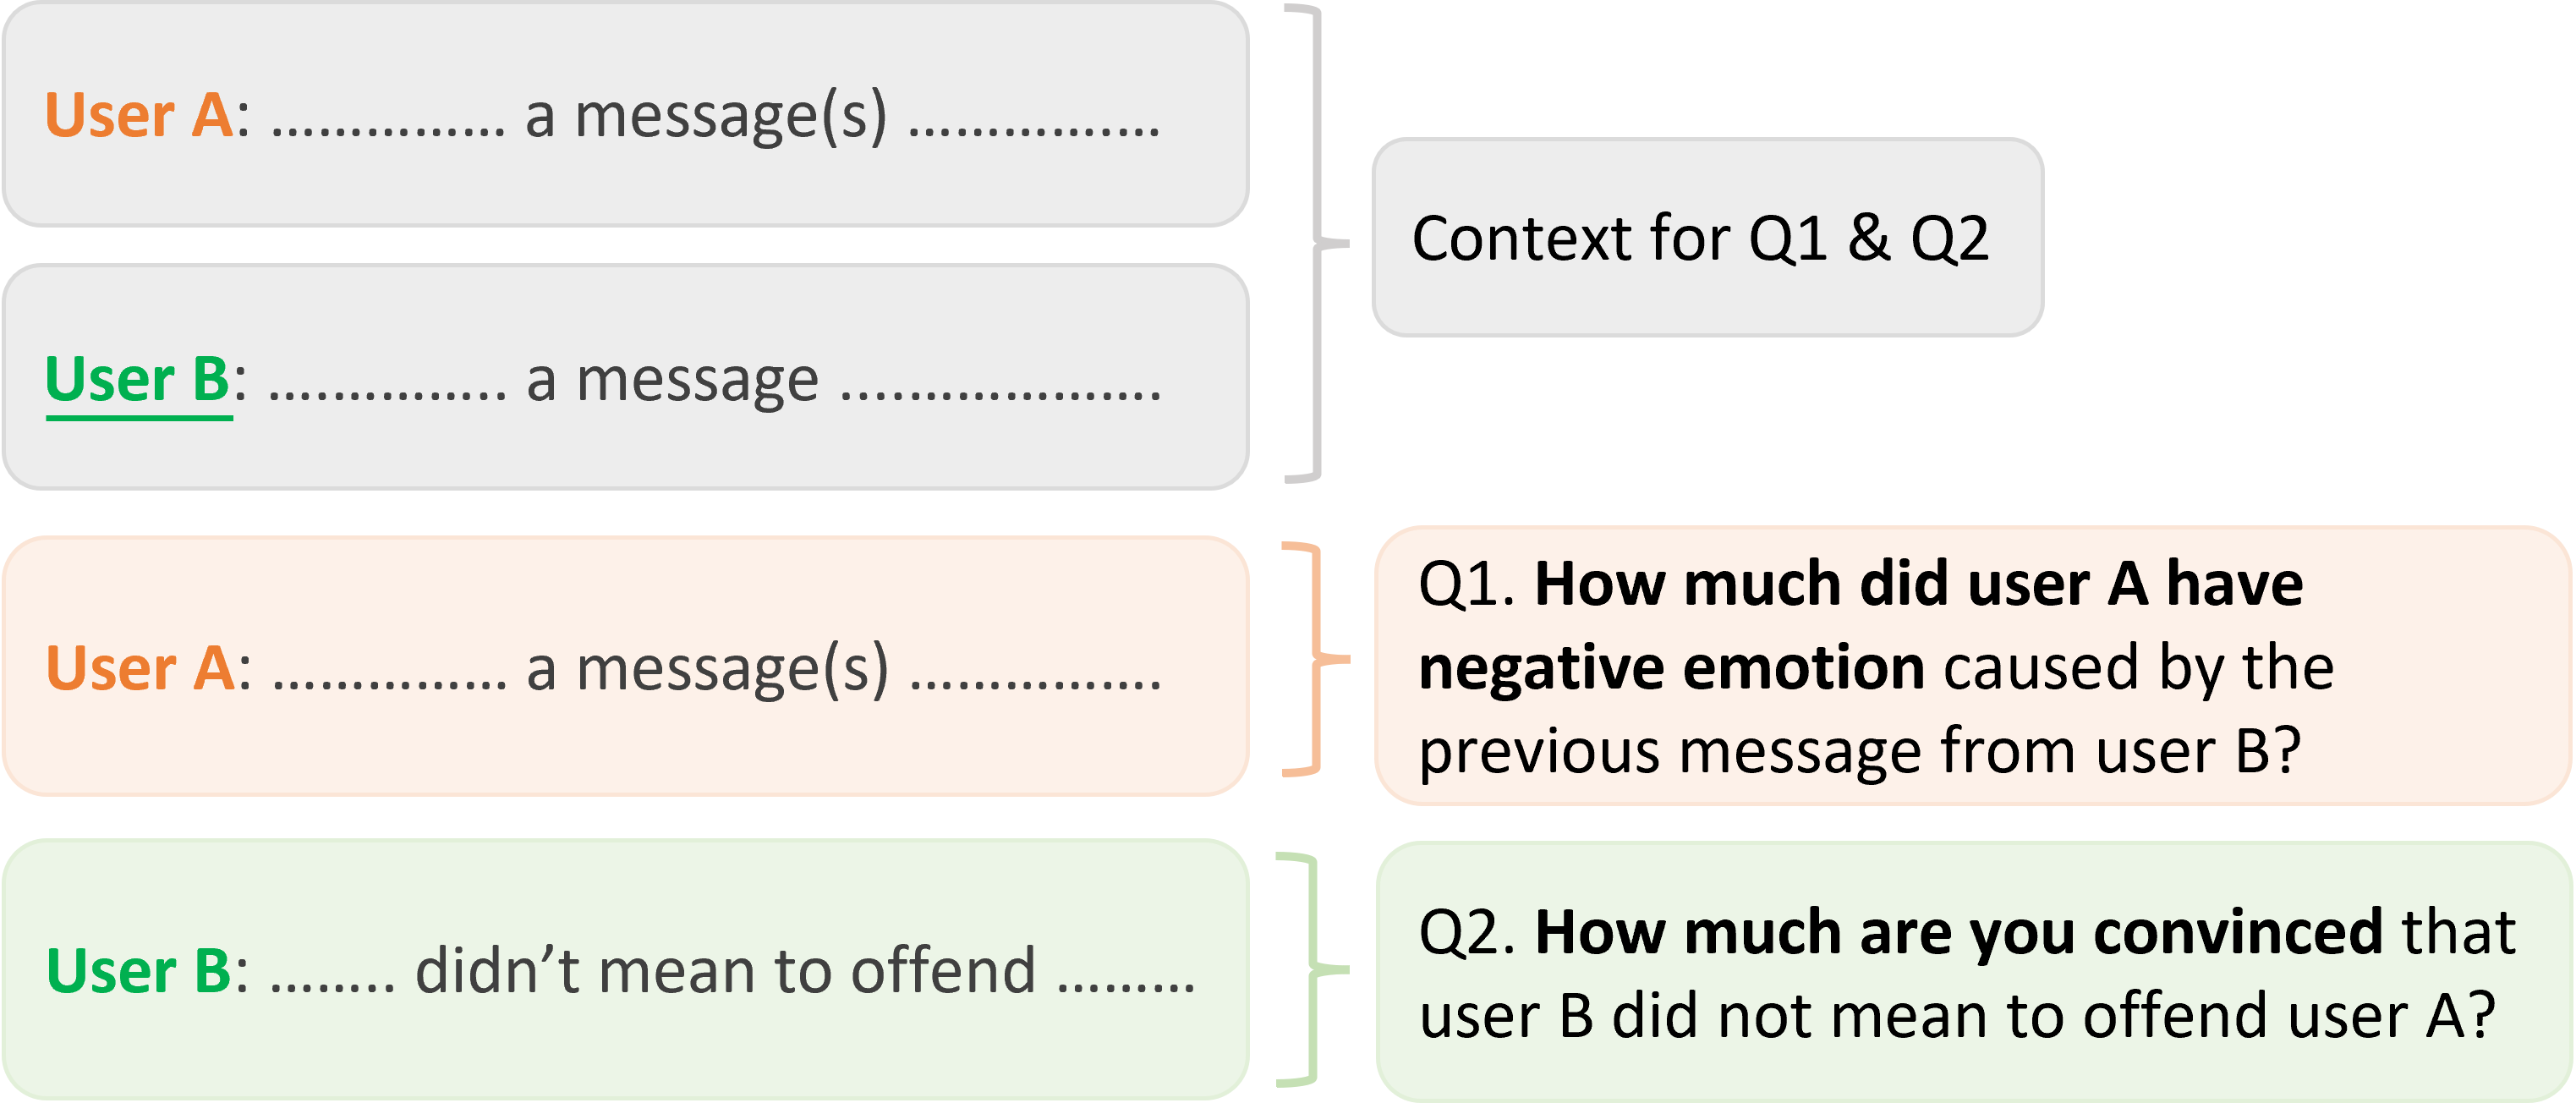 User A: …………… a message(s) …………….
Context for Q1 & Q2
User B: ………….. a message ...………………
User A: …………… a message(s) …………….
Q1. How much did user A have
negative emotion caused by the
previous message from user B?
User B: …….. didn’t mean to offend ………
Q2. How much are you convinced that
user B did not mean to offend user A?